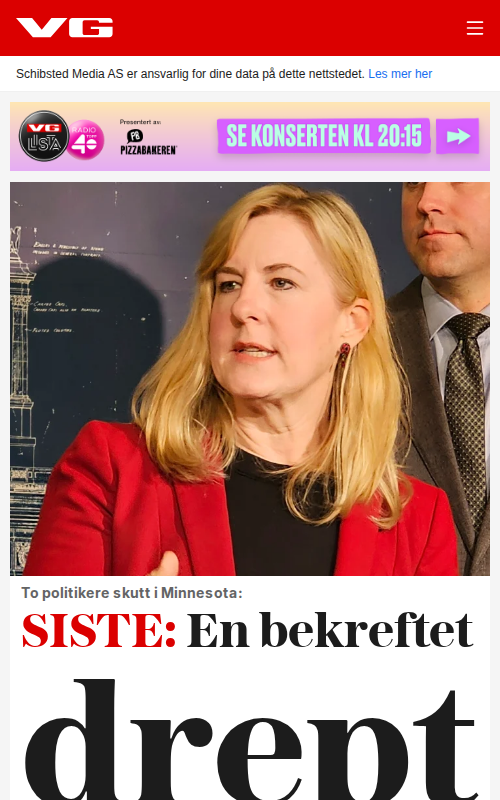 VG
Schibsted Media AS er ansvarlig for dine data på dette nettstedet. Les mer her
VG
LISTA
RADIO
TOPP
40
Presentert av:
PB
PIZZABAKEREN
SE KONSERTEN KL 20:15
To politikere skutt i Minnesota:
SISTE: En bekreftet
drept